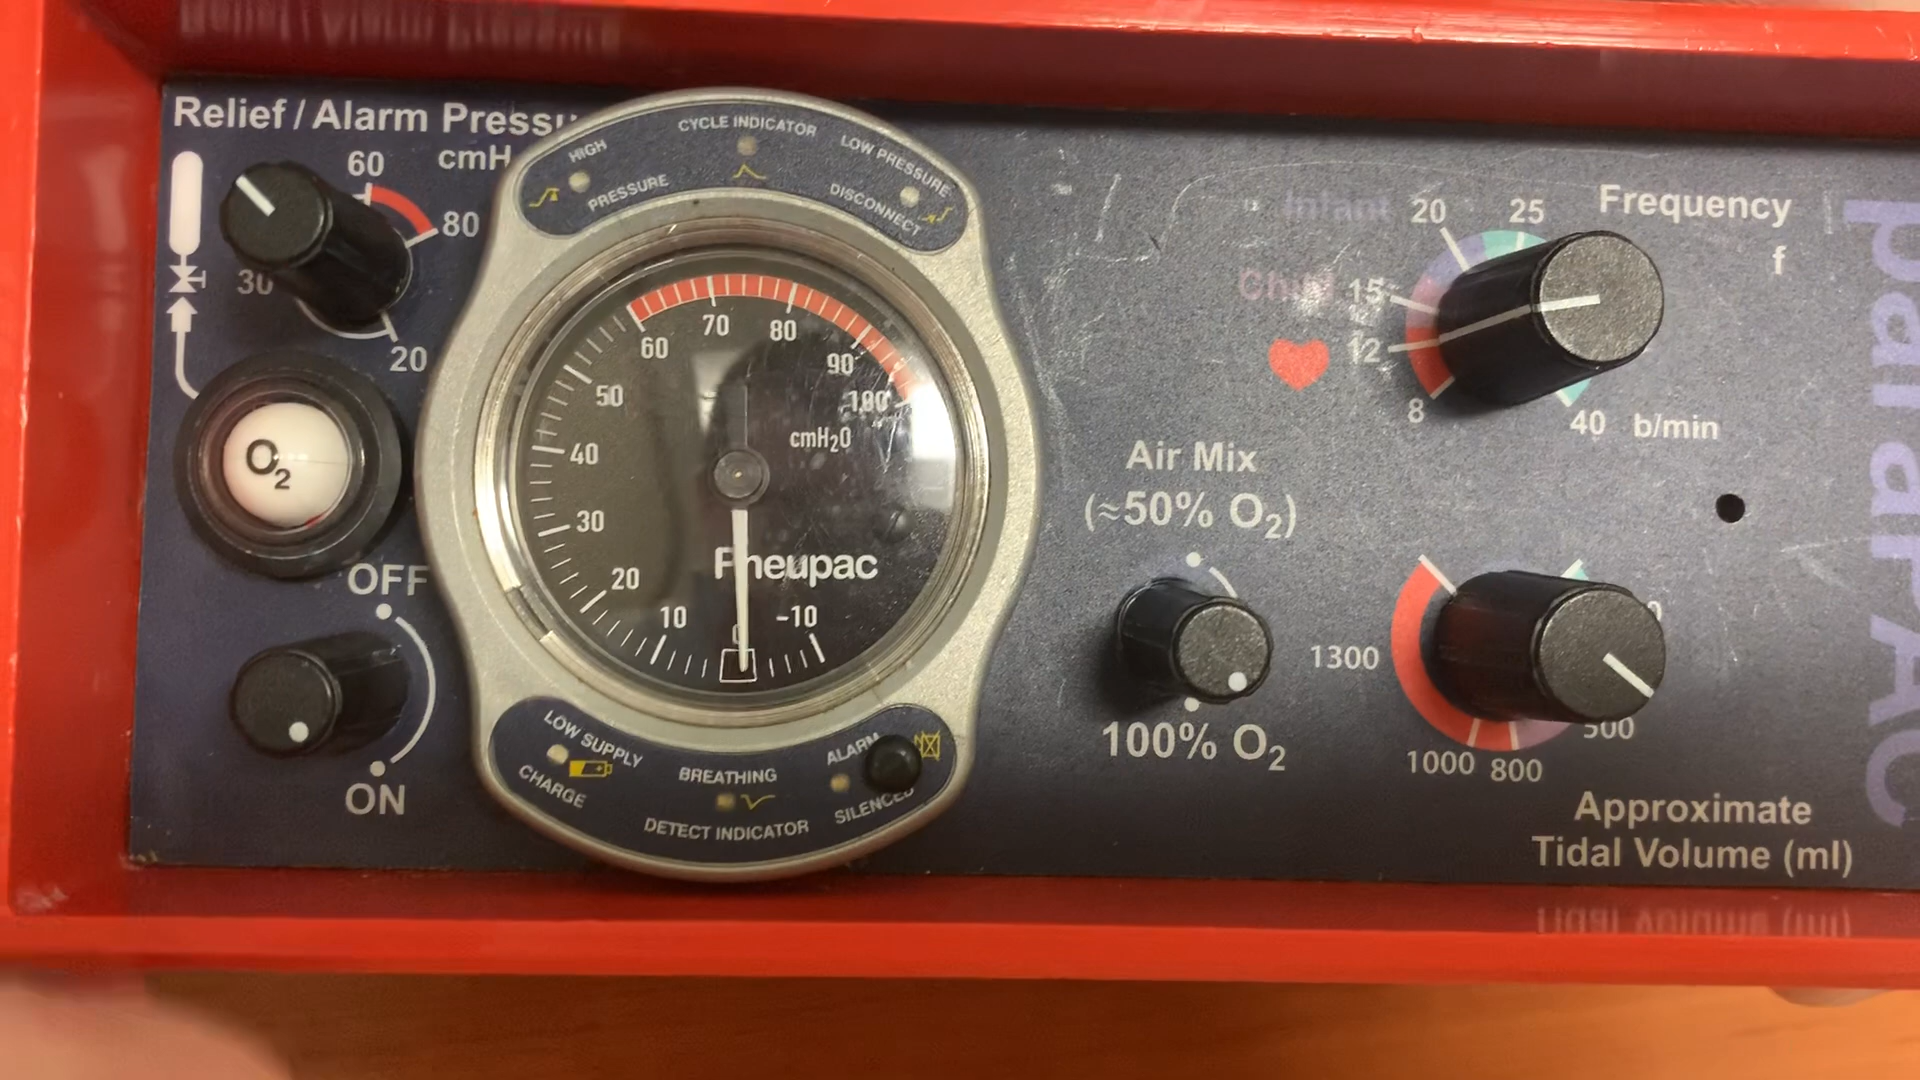 Relief / Alarm Pressu
cmH
60
80
30
20
O2
OFF
ON
HIGH
PRESSURE
CYCLE INDICATOR
LOW PRESSURE
DISCONNECT
70
80
60
90
50
100
cmH2O
40
30
Pneupac
20
10
0
-10
LOW SUPPLY
CHARGE
BREATHING
DETECT INDICATOR
ALARM
SILENCED
Infant
20
25
Frequency
f
Child
15
12
8
40
b/min
Air Mix
(≈50% O2)
100% O2
1300
1000
800
500
Approximate
Tidal Volume (ml)
paraPAC